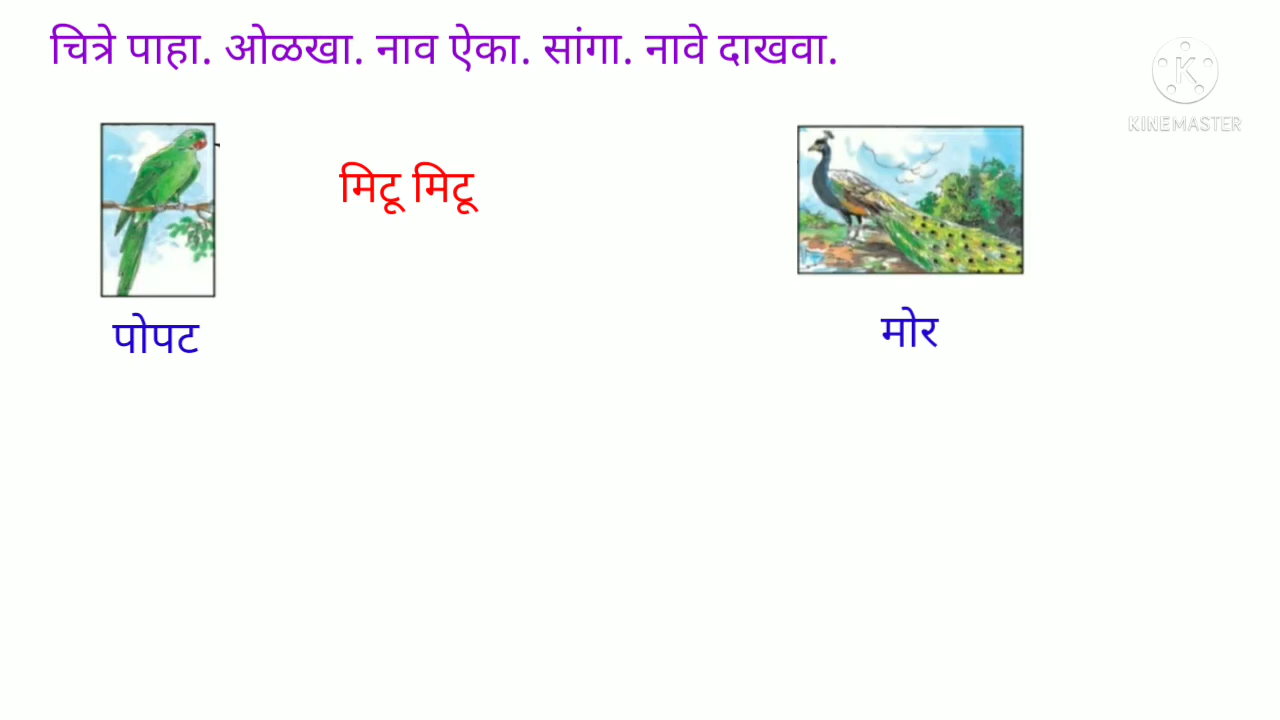 चित्रे पाहा. ओळखा. नाव ऐका. सांगा. नावे दाखवा.
KINEMASTER
मिटू मिटू
पोपट
मोर